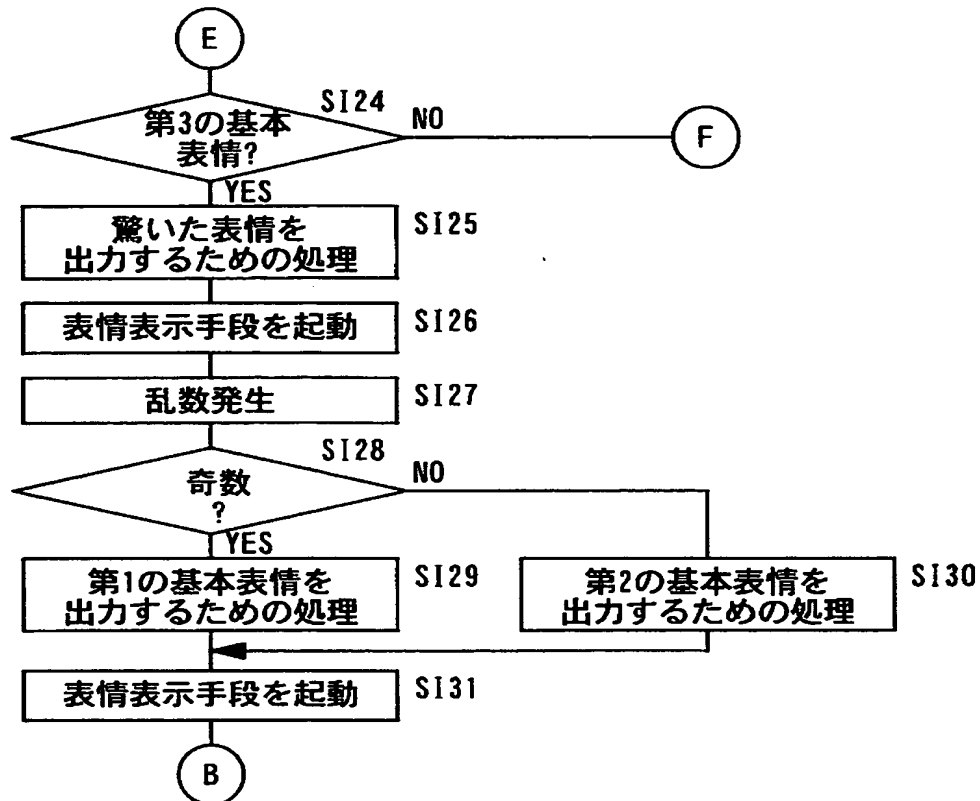 E
SI24
第3の基本
表情?
NO
F
YES
驚いた表情を
出力するための処理
SI25
表情表示手段を起動
SI26
乱数発生
SI27
SI28
奇数
?
NO
YES
第1の基本表情を
出力するための処理
SI29
第2の基本表情を
出力するための処理
SI30
表情表示手段を起動
SI31
B